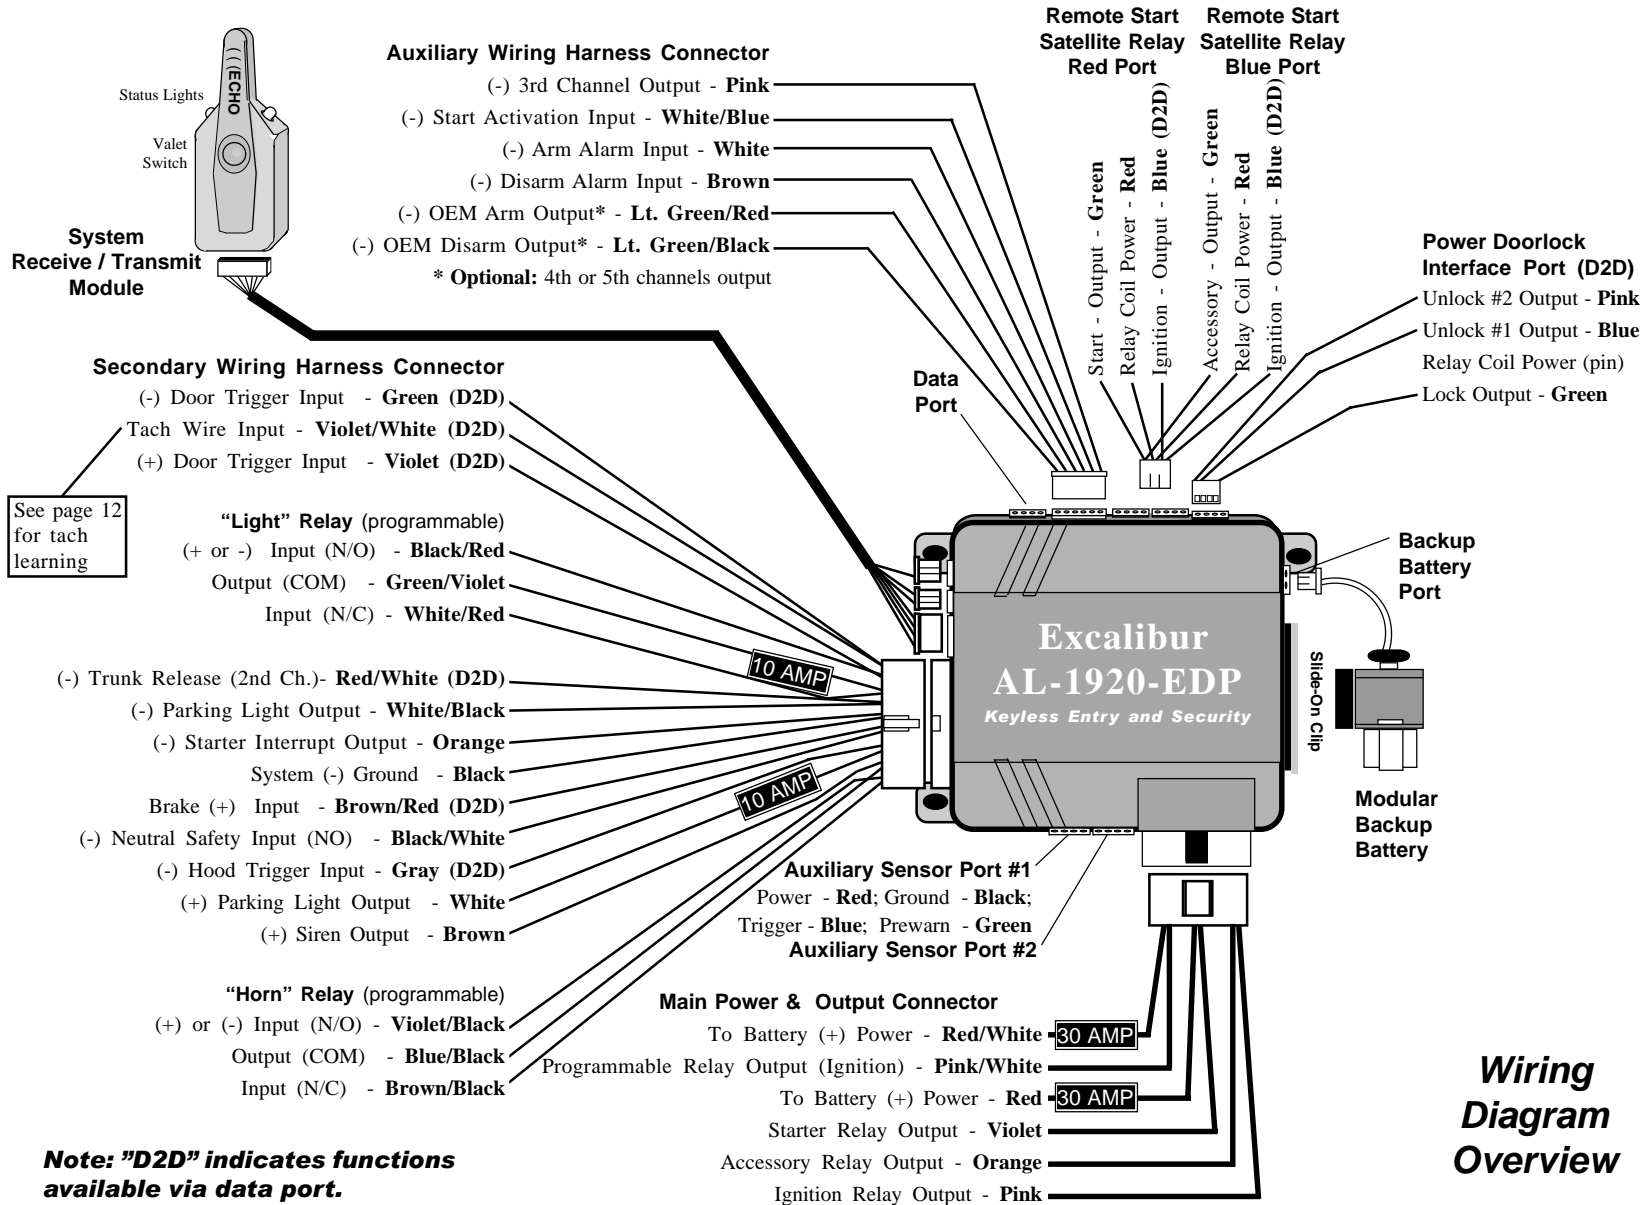 ECHO
Status Lights
Valet
Switch
System
Receive / Transmit
Module
Auxiliary Wiring Harness Connector
(-) 3rd Channel Output - Pink
(-) Start Activation Input - White/Blue
(-) Arm Alarm Input - White
(-) Disarm Alarm Input - Brown
(-) OEM Arm Output* - Lt. Green/Red
(-) OEM Disarm Output* - Lt. Green/Black
* Optional: 4th or 5th channels output
Remote Start
Satellite Relay
Red Port
Start - Output - Green
Relay Coil Power - Red
Ignition - Output - Blue (D2D)
Remote Start
Satellite Relay
Blue Port
Accessory - Output - Green
Relay Coil Power - Red
Ignition - Output - Blue (D2D)
Power Doorlock
Interface Port (D2D)
Unlock #2 Output - Pink
Unlock #1 Output - Blue
Relay Coil Power (pin)
Lock Output - Green
Data
Port
Secondary Wiring Harness Connector
(-) Door Trigger Input - Green (D2D)
Tach Wire Input - Violet/White (D2D)
(+) Door Trigger Input - Violet (D2D)
See page 12
for tach
learning
“Light” Relay (programmable)
(+ or -) Input (N/O) - Black/Red
Output (COM) - Green/Violet
Input (N/C) - White/Red
10 AMP
(-) Trunk Release (2nd Ch.)- Red/White (D2D)
(-) Parking Light Output - White/Black
(-) Starter Interrupt Output - Orange
System (-) Ground - Black
Brake (+) Input - Brown/Red (D2D)
(-) Neutral Safety Input (NO) - Black/White
(-) Hood Trigger Input - Gray (D2D)
(+) Parking Light Output - White
(+) Siren Output - Brown
10 AMP
“Horn” Relay (programmable)
(+) or (-) Input (N/O) - Violet/Black
Output (COM) - Blue/Black
Input (N/C) - Brown/Black
Excalibur
AL-1920-EDP
Keyless Entry and Security
Backup
Battery
Port
Slide-On Clip
Modular
Backup
Battery
Auxiliary Sensor Port #1
Power - Red; Ground - Black;
Trigger - Blue; Prewarn - Green
Auxiliary Sensor Port #2
Main Power & Output Connector
To Battery (+) Power - Red/White 30 AMP
Programmable Relay Output (Ignition) - Pink/White
To Battery (+) Power - Red 30 AMP
Starter Relay Output - Violet
Accessory Relay Output - Orange
Ignition Relay Output - Pink
Note: ”D2D” indicates functions
available via data port.
Wiring
Diagram
Overview